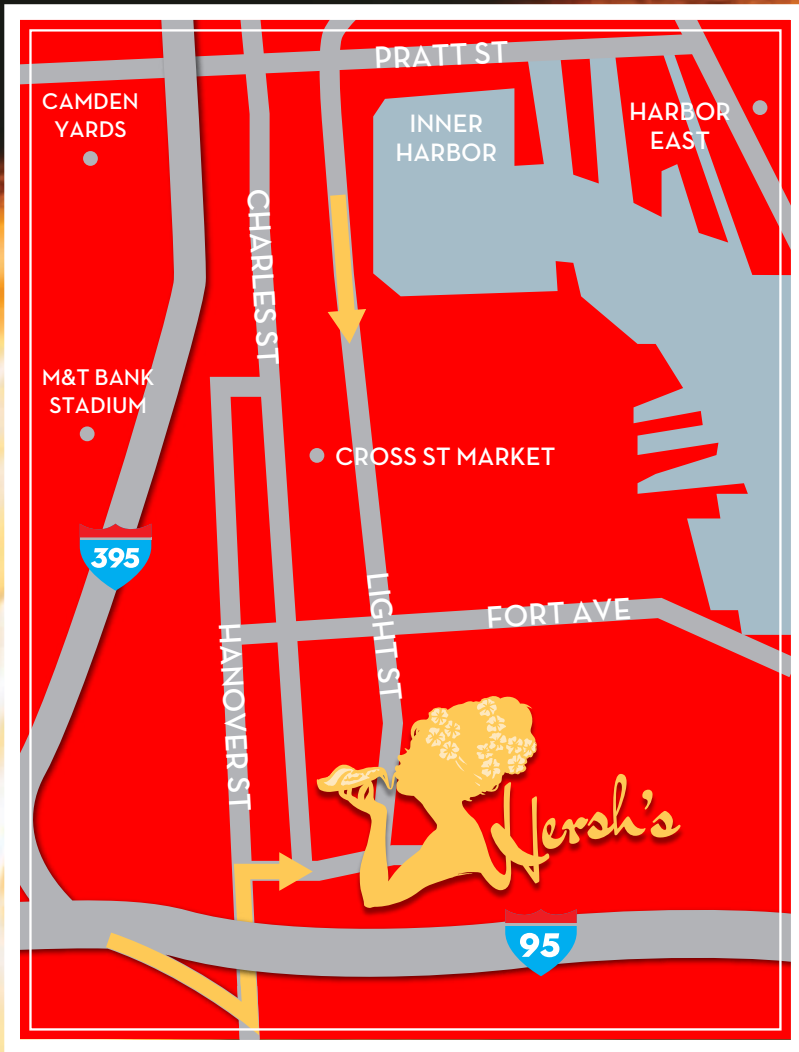 PRATT ST
CAMDEN
YARDS
INNER
HARBOR
HARBOR
EAST
CHARLES ST
M&T BANK
STADIUM
CROSS ST MARKET
395
LIGHT ST
FORT AVE
HANOVER ST
Hersh's
95